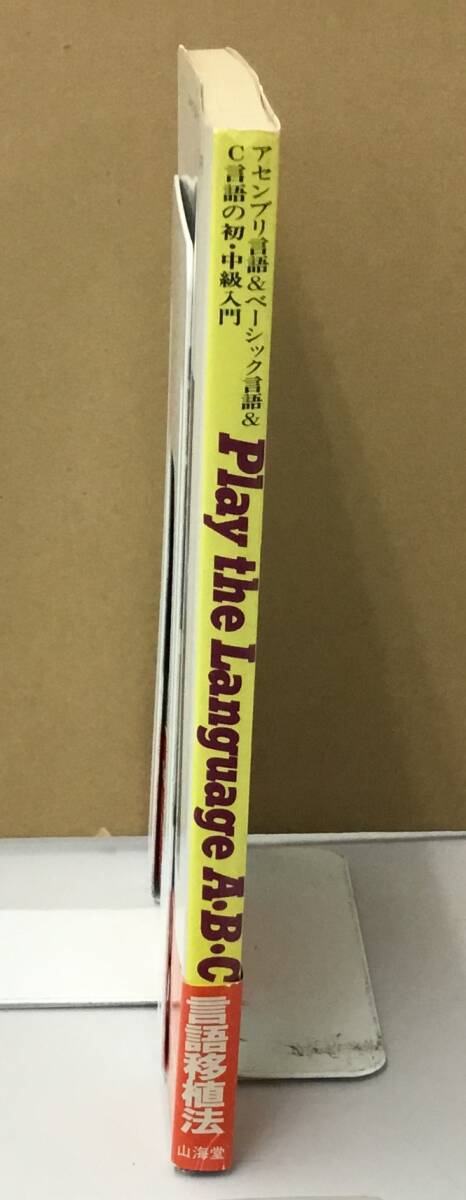 アセンブリ言語&ベーシック言語&
C言語の初・中級入門
Play the Language A・B・C
言語移植法
山海堂